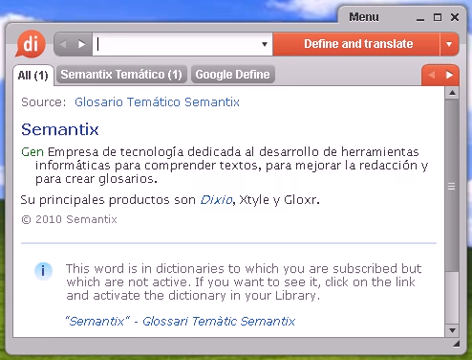 Menu
di
Define and translate
All (1) Semantix Temático (1) Google Define
Source: Glosario Temático Semantix
Semantix
Gen Empresa de tecnología dedicada al desarrollo de herramientas
informáticas para comprender textos, para mejorar la redacción y
para crear glosarios.
Su principales productos son Dixio, Xtyle y Gloxr.
© 2010 Semantix
i
This word is in dictionaries to which you are subscribed but
which are not active. If you want to see it, click on the link
and activate the dictionary in your Library.
"Semantix" - Glossari Temàtic Semantix